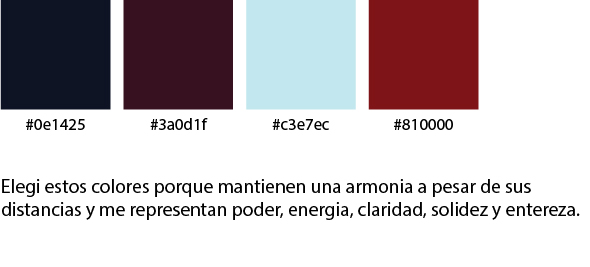 #0e1425 #3a0d1f #c3e7ec #810000
Elegi estos colores porque mantienen una armonia a pesar de sus
distancias y me representan poder, energia, claridad, solidez y entereza.